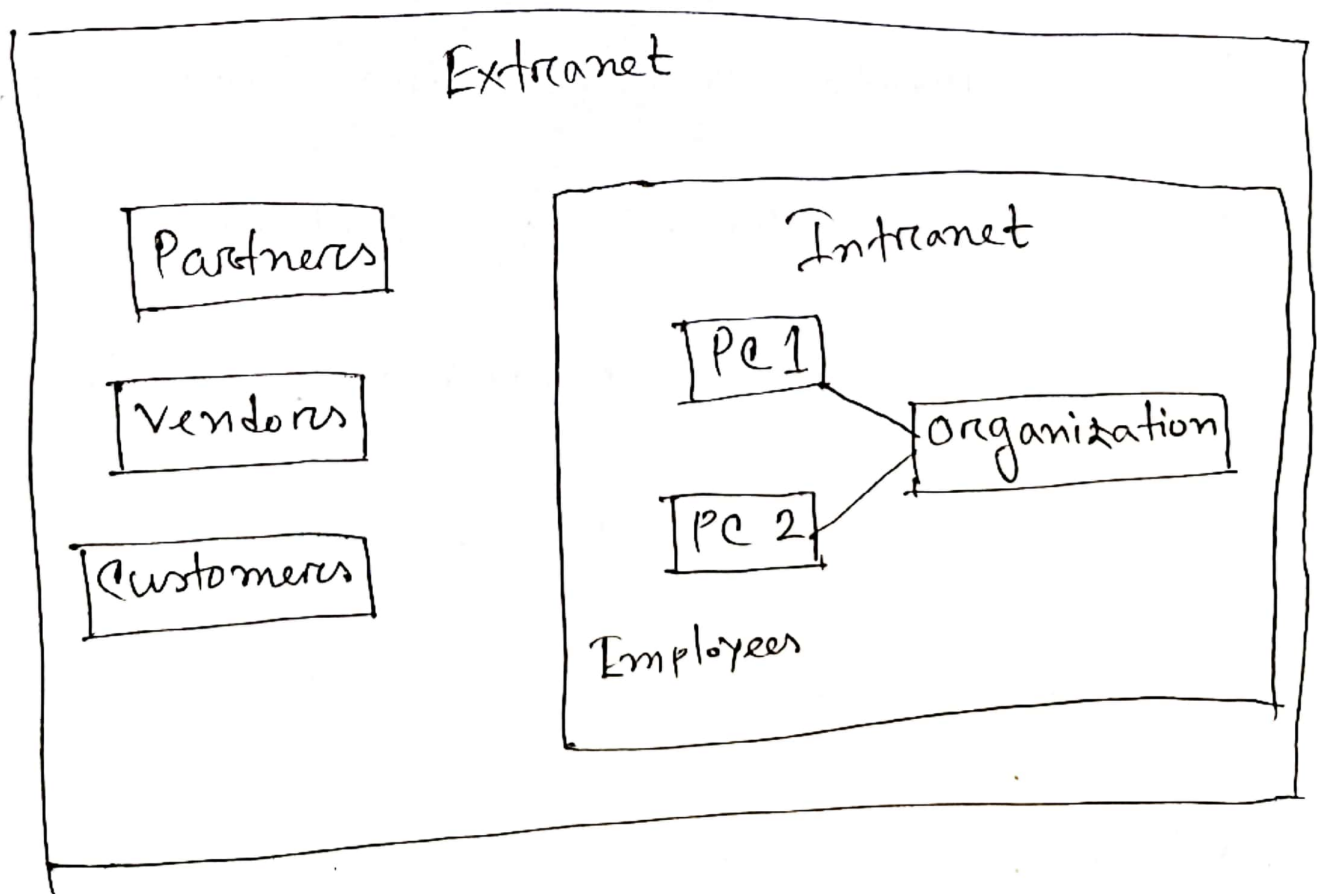 Extranet
Partners
Vendors
Customers
Intranet
PC 1
PC 2
Organization
Employees